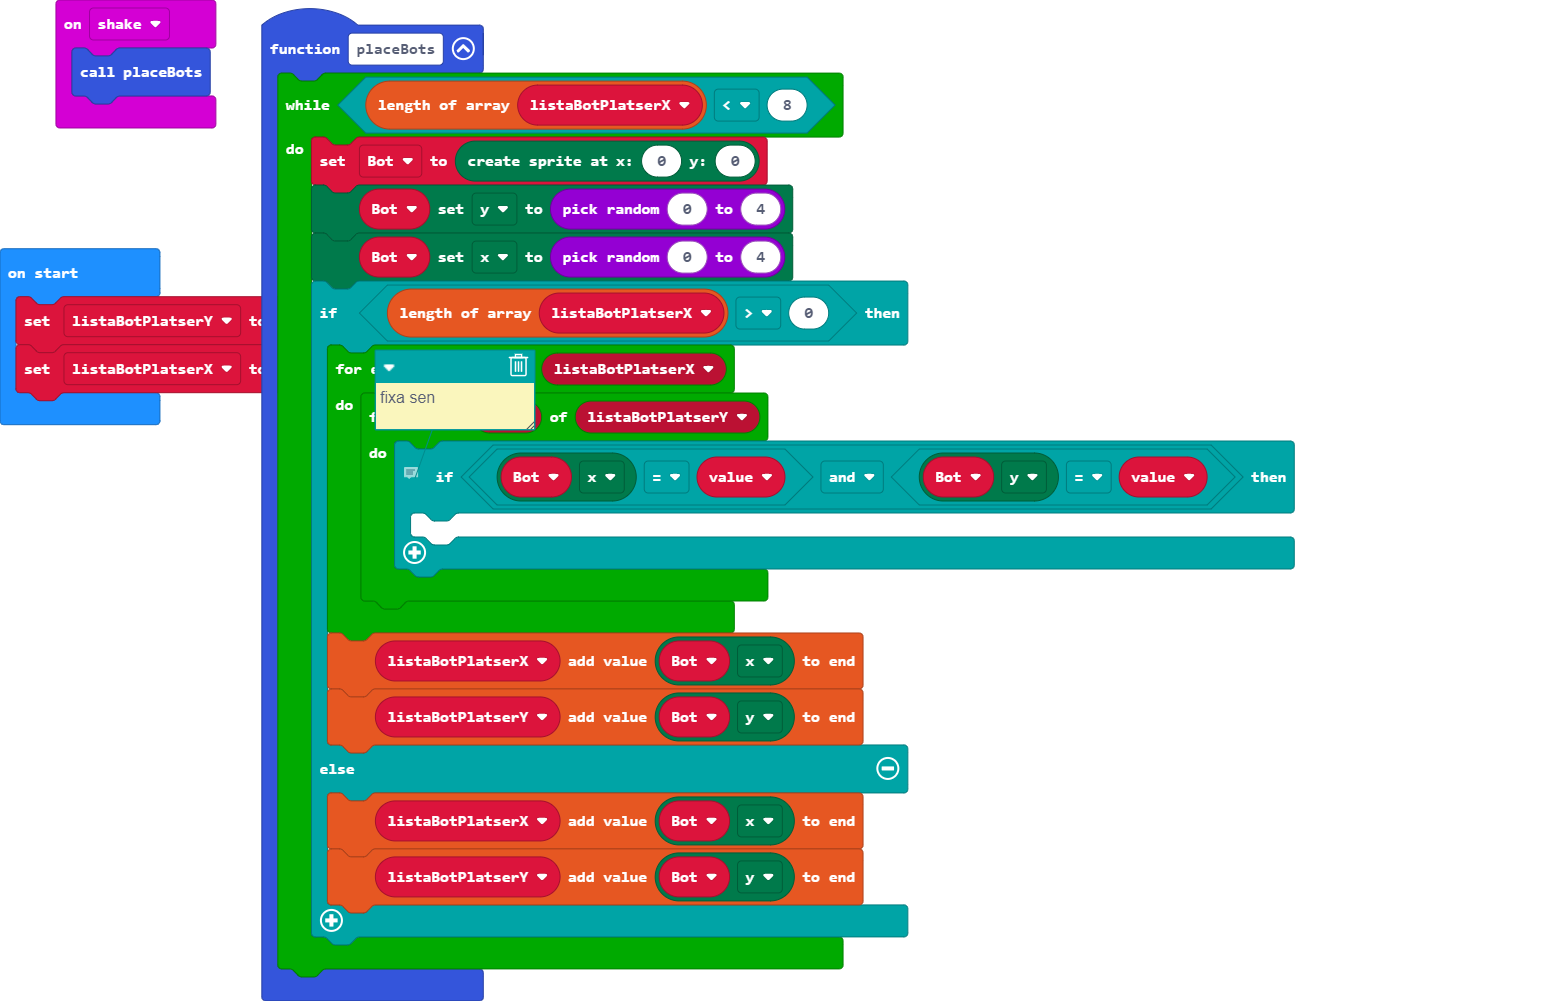 on shake
call placeBots
function placeBots
while length of array listaBotPlatserX < 8
do
set Bot to create sprite at x: 0 y: 0
Bot set y to pick random 0 to 4
Bot set x to pick random 0 to 4
on start
set listaBotPlatserY
set listaBotPlatserX
if length of array listaBotPlatserX > 0 then
for listaBotPlatserX
fixa sen
do of listaBotPlatserY
do
if Bot x = value and Bot y = value then
listaBotPlatserX add value Bot x to end
listaBotPlatserY add value Bot y to end
else
listaBotPlatserX add value Bot x to end
listaBotPlatserY add value Bot y to end